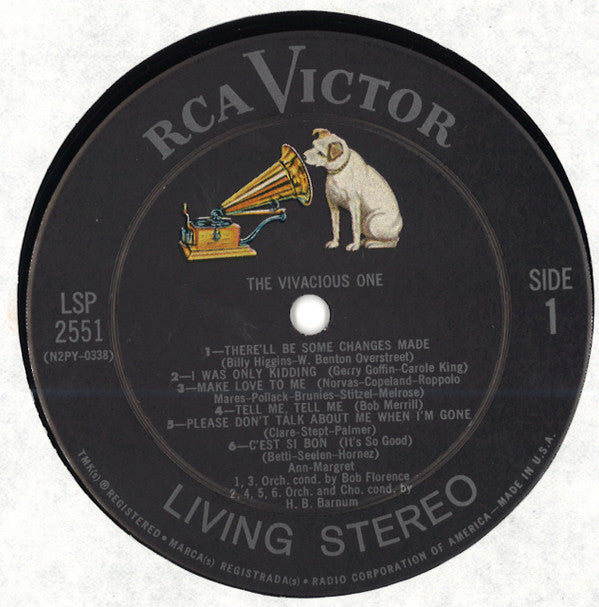 RCA VICTOR
THE VIVACIOUS ONE
LSP
2551
(N2PY-0338)
SIDE
1
1—THERE'LL BE SOME CHANGES MADE
(Billy Higgins-W. Benton Overstreet)
2—I WAS ONLY KIDDING (Gerry Goffin-Carole King)
3—MAKE LOVE TO ME (Norvas-Copeland-Roppolo
Mares-Pollack-Brunies-Stitzel-Melrose)
4—TELL ME, TELL ME (Bob Merrill)
5—PLEASE DON'T TALK ABOUT ME WHEN I'M GONE
(Clare-Stept-Palmer)
6—C'EST SI BON (It's So Good)
(Betti-Seelen-Hornez)
Ann-Margret
1, 3, Orch. cond. by Bob Florence
2, 4, 5, 6, Orch. and Cho. cond. by
H. B. Barnum
LIVING STEREO
TMK(s) ® REGISTERED • MARCA(s) REGISTRADA(s) • RADIO CORPORATION OF AMERICA—MADE IN U.S.A.